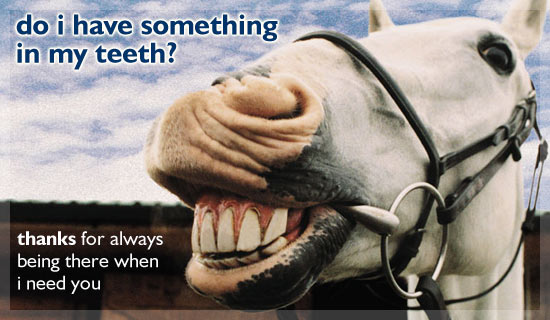 do i have something
in my teeth?
thanks for always
being there when
i need you